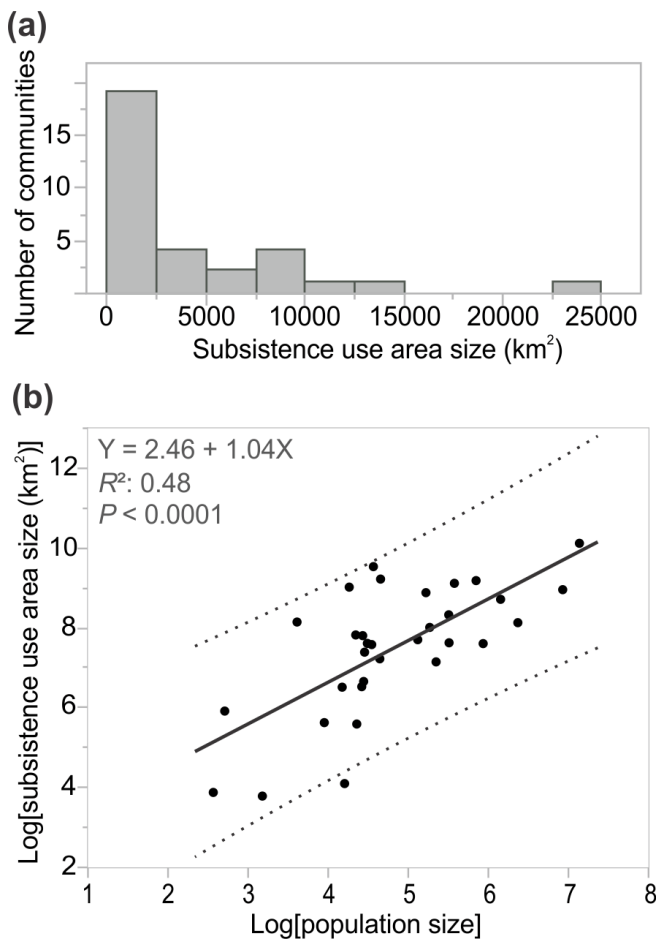 (a)
Number of communities
15
10
5
0 5000 10000 15000 20000 25000
Subsistence use area size (km²)
(b)
Y = 2.46 + 1.04X
R²: 0.48
P < 0.0001
Log[subsistence use area size (km²)]
12
10
8
6
4
2
1 2 3 4 5 6 7 8
Log[population size]